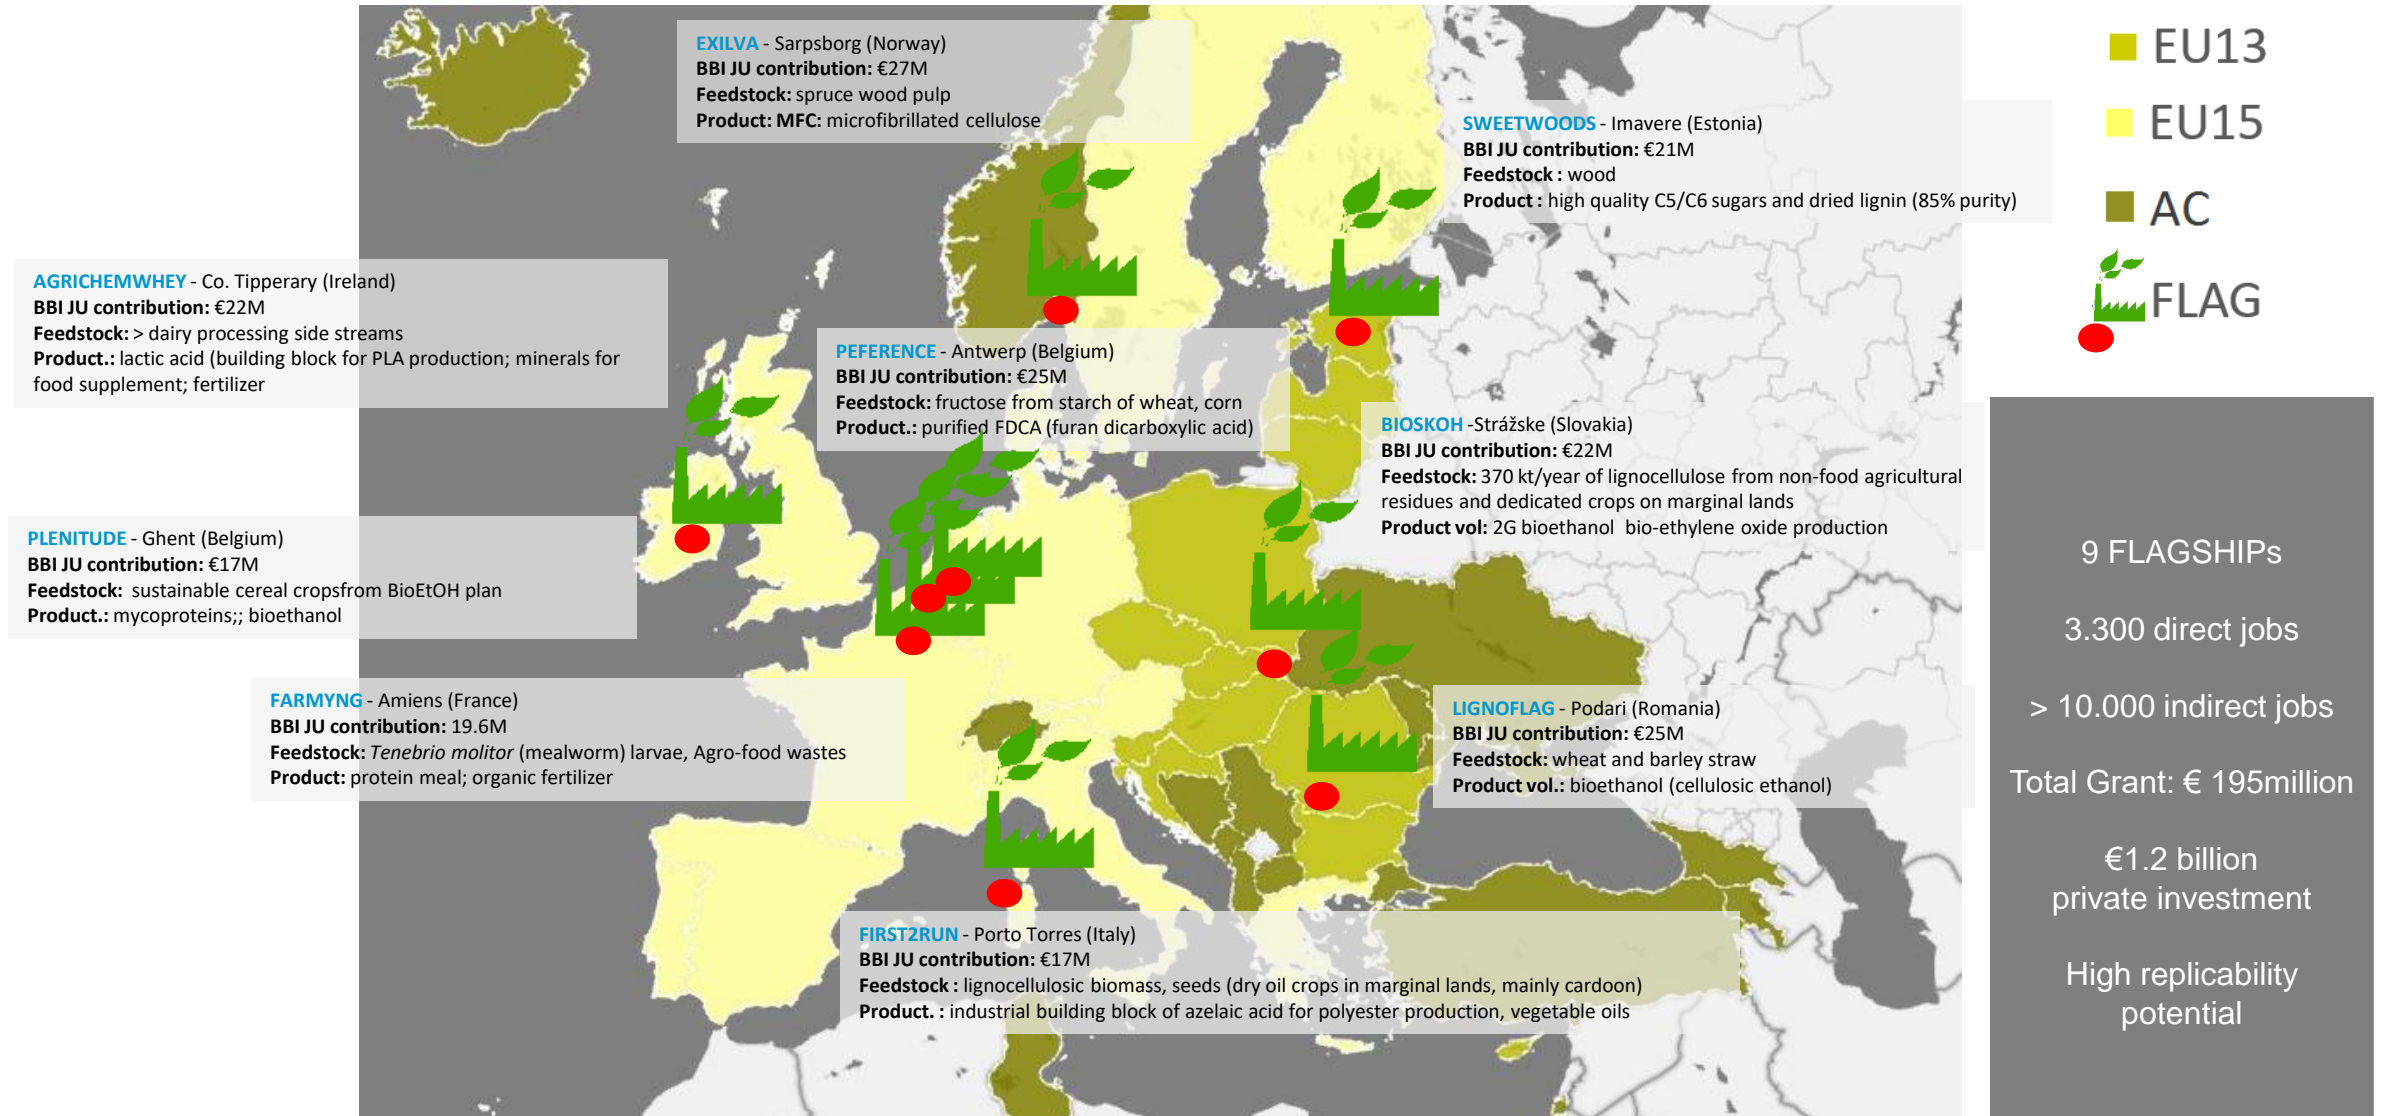 EXILVA - Sarpsborg (Norway)
BBI JU contribution: €27M
Feedstock: spruce wood pulp
Product: MFC: microfibrillated cellulose
SWEETWOODS - Imavere (Estonia)
BBI JU contribution: €21M
Feedstock : wood
Product : high quality C5/C6 sugars and dried lignin (85% purity)
AGRICHEMWHEY - Co. Tipperary (Ireland)
BBI JU contribution: €22M
Feedstock: > dairy processing side streams
Product.: lactic acid (building block for PLA production; minerals for
food supplement; fertilizer
PEFERENCE - Antwerp (Belgium)
BBI JU contribution: €25M
Feedstock: fructose from starch of wheat, corn
Product.: purified FDCA (furan dicarboxylic acid)
BIOSKOH -Strážske (Slovakia)
BBI JU contribution: €22M
Feedstock: 370 kt/year of lignocellulose from non-food agricultural
residues and dedicated crops on marginal lands
Product vol: 2G bioethanol bio-ethylene oxide production
PLENITUDE - Ghent (Belgium)
BBI JU contribution: €17M
Feedstock: sustainable cereal cropsfrom BioEtOH plan
Product.: mycoproteins;; bioethanol
FARMYNG - Amiens (France)
BBI JU contribution: 19.6M
Feedstock: Tenebrio molitor (mealworm) larvae, Agro-food wastes
Product: protein meal; organic fertilizer
LIGNOFLAG - Podari (Romania)
BBI JU contribution: €25M
Feedstock: wheat and barley straw
Product vol.: bioethanol (cellulosic ethanol)
FIRST2RUN - Porto Torres (Italy)
BBI JU contribution: €17M
Feedstock : lignocellulosic biomass, seeds (dry oil crops in marginal lands, mainly cardoon)
Product. : industrial building block of azelaic acid for polyester production, vegetable oils
EU13
EU15
AC
FLAG
9 FLAGSHIPs
3.300 direct jobs
> 10.000 indirect jobs
Total Grant: € 195million
€1.2 billion
private investment
High replicability
potential